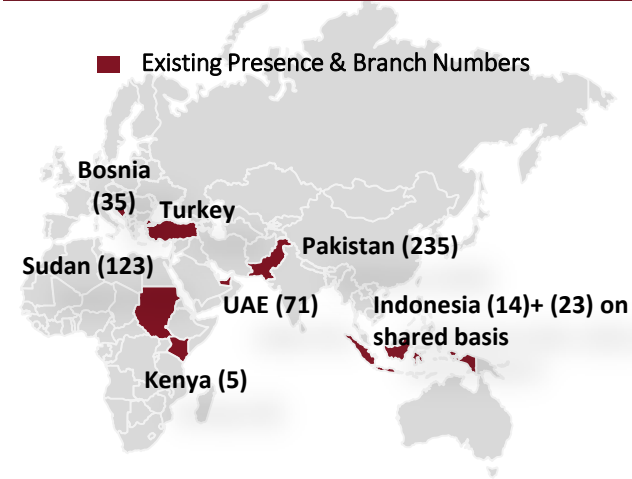 Existing Presence & Branch Numbers
Bosnia
(35)
Turkey
Sudan (123)
Pakistan (235)
UAE (71)
Indonesia (14)+ (23) on
shared basis
Kenya (5)